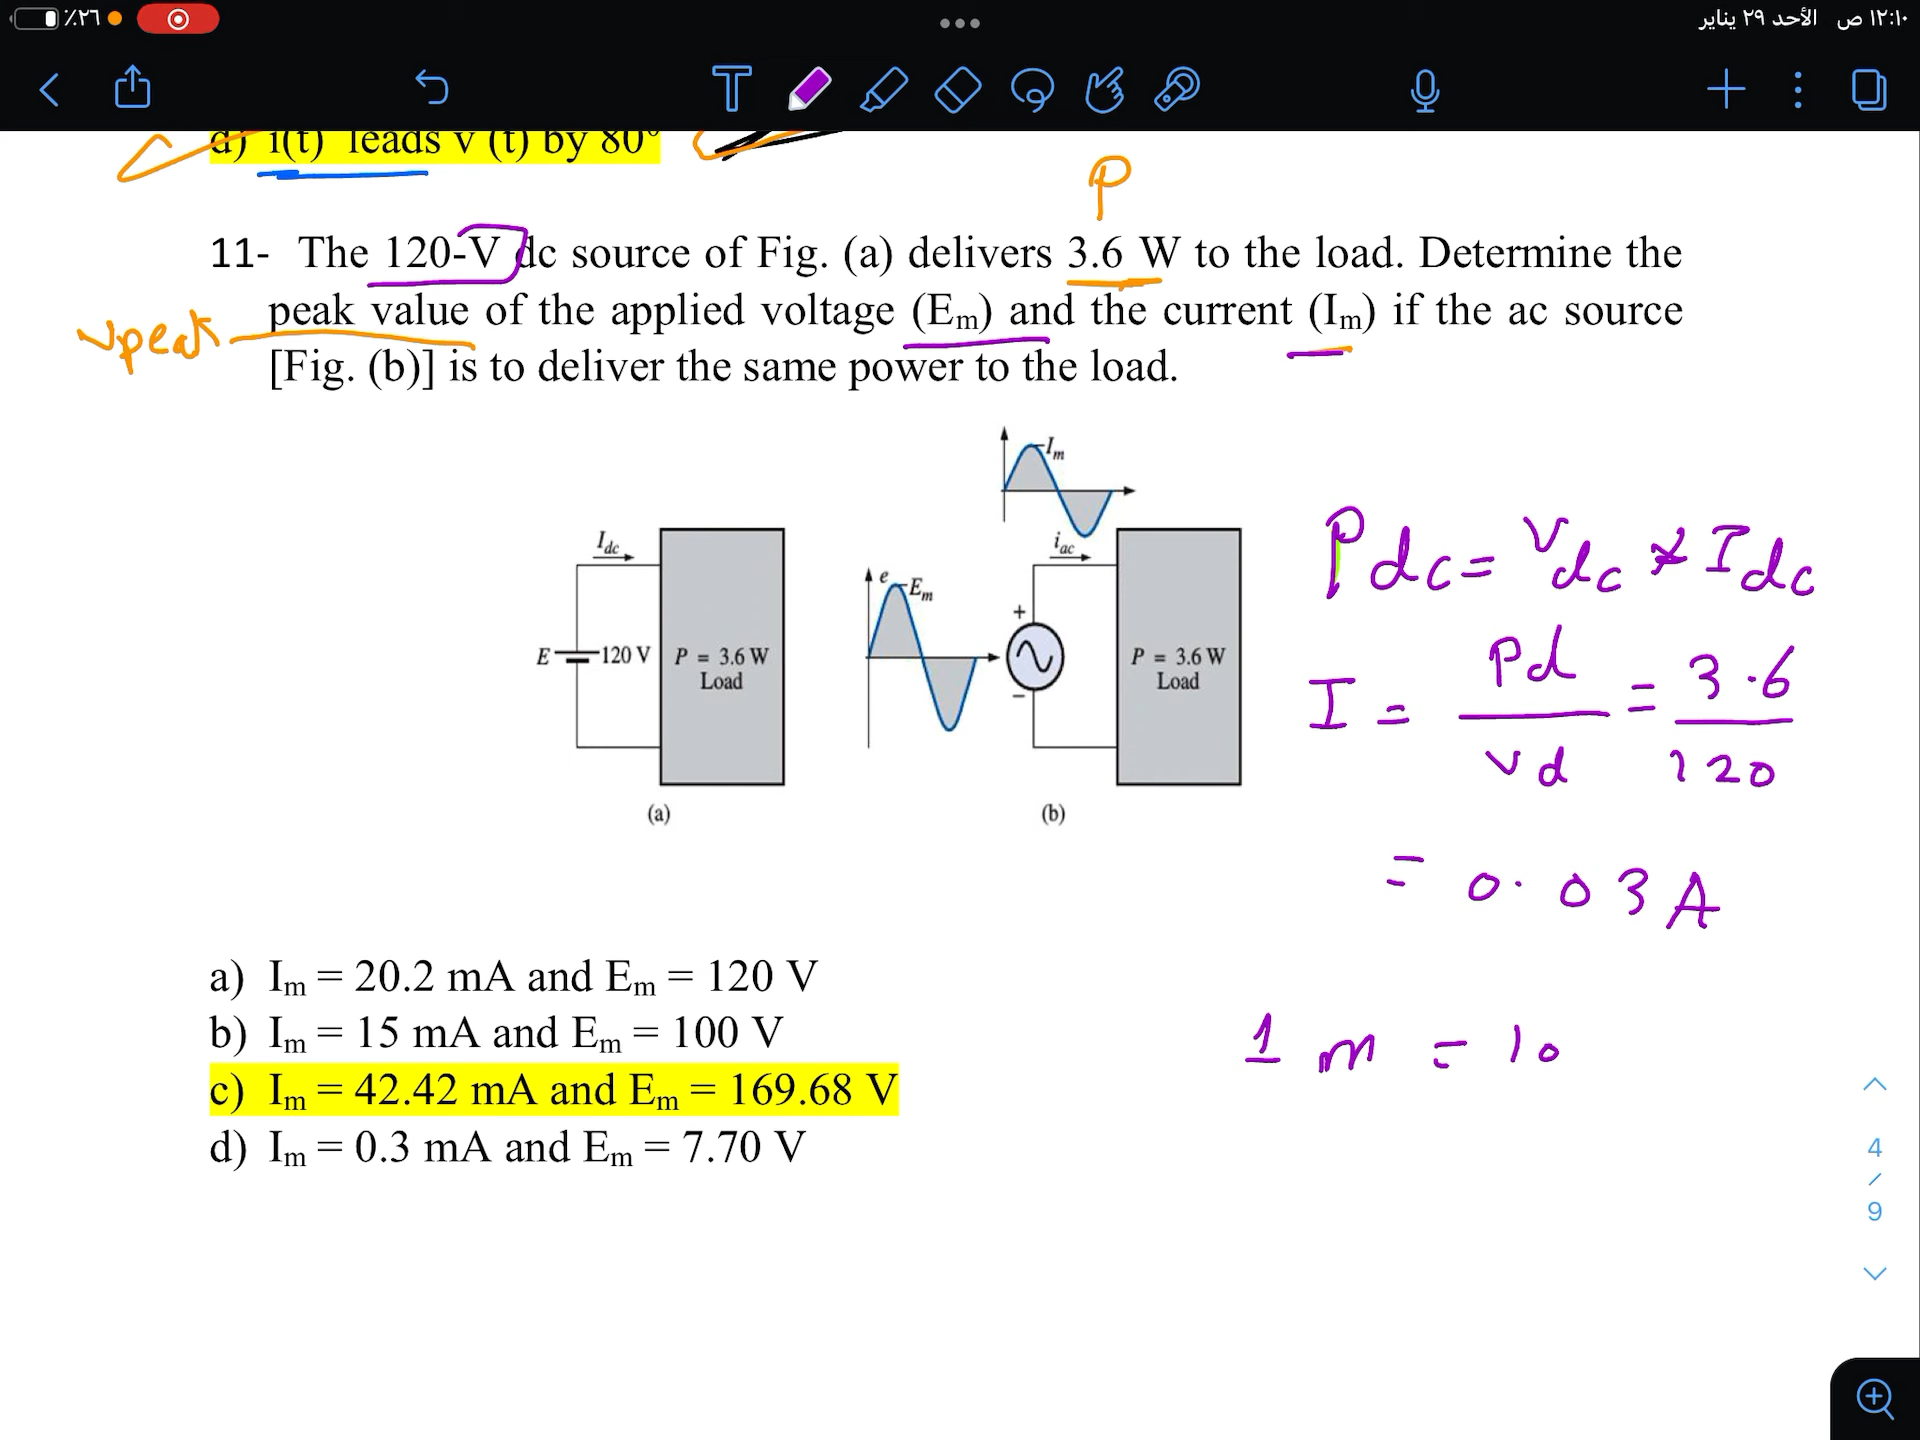 ٪٢٦
١٢:١٠ ص الأحد ٢٩ يناير
d) i(t) leads v (t) by 80°
P
11- The 120-V dc source of Fig. (a) delivers 3.6 W to the load. Determine the
peak value of the applied voltage (Em) and the current (Im) if the ac source
[Fig. (b)] is to deliver the same power to the load.
Vpeak
Im
Idc
iac
e
Em
+
E
120 V
P = 3.6 W
Load
P = 3.6 W
Load
−
(a)
(b)
Pdc = Vdc * Idc
I = Pd / Vd = 3.6 / 120
= 0.03 A
1 m = 10
a) Im = 20.2 mA and Em = 120 V
b) Im = 15 mA and Em = 100 V
c) Im = 42.42 mA and Em = 169.68 V
d) Im = 0.3 mA and Em = 7.70 V
4
/
9